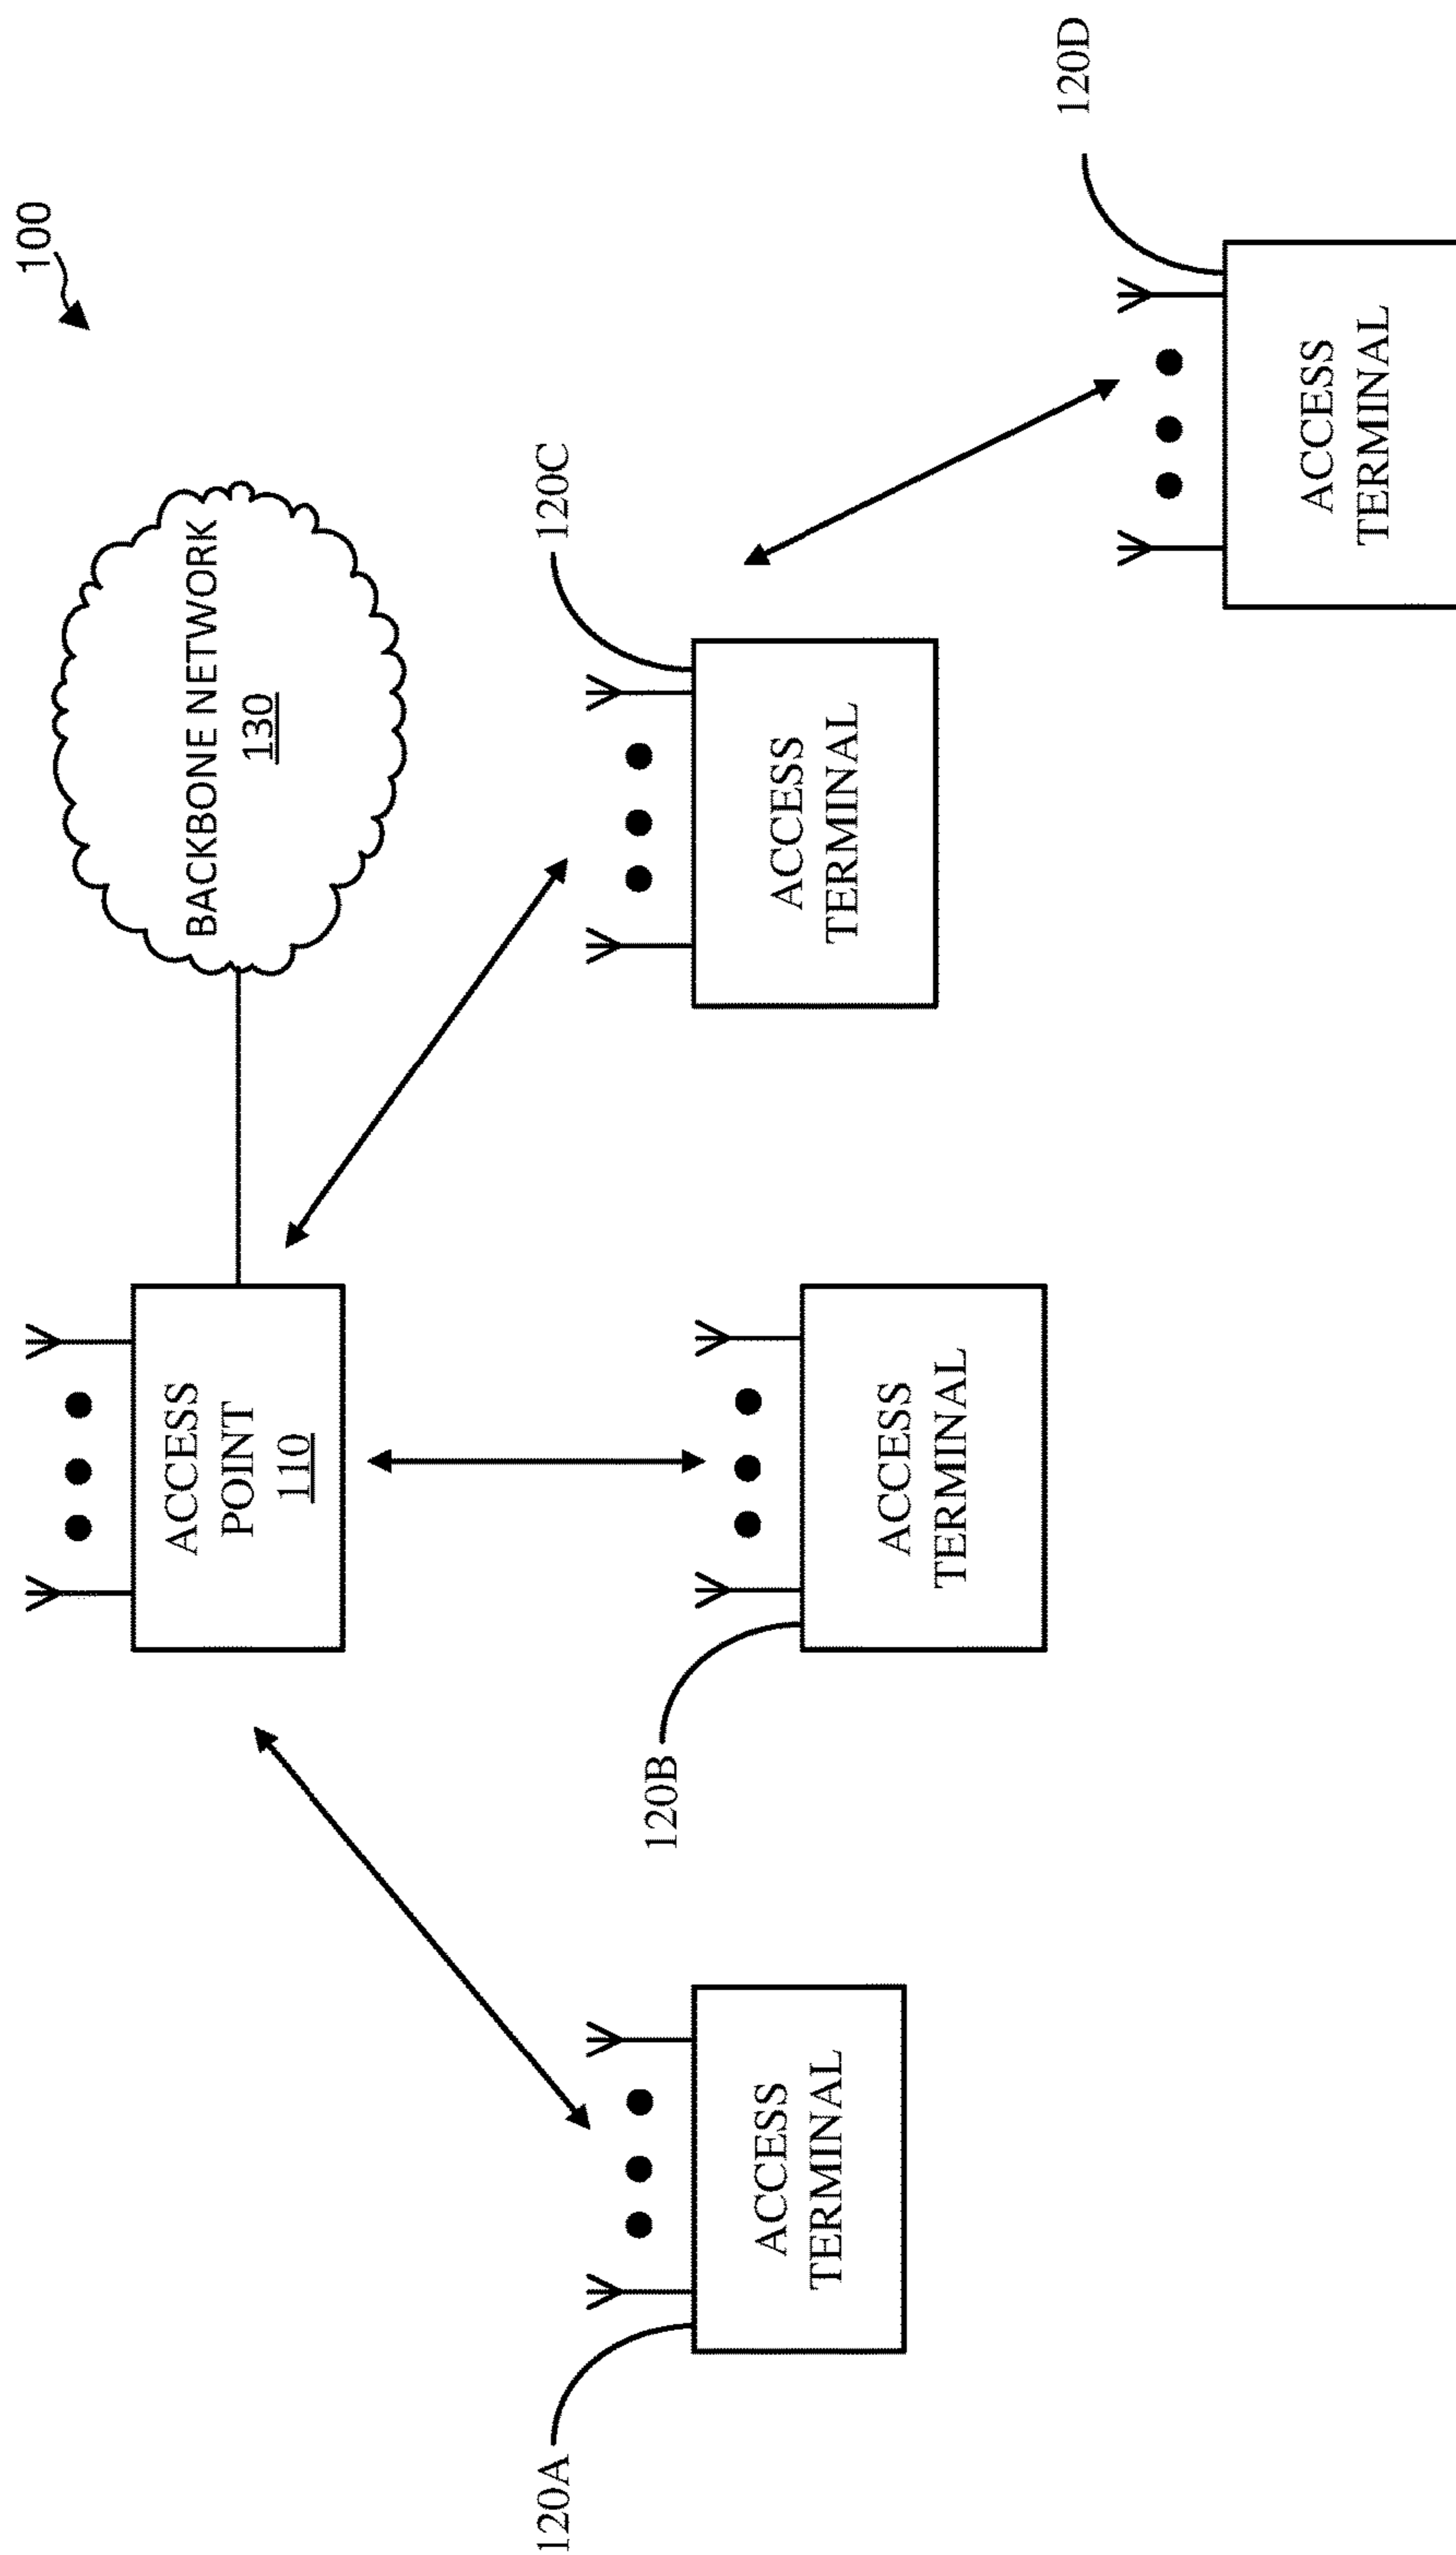 100
ACCESS
POINT
110
BACKBONE NETWORK
130
120A
ACCESS
TERMINAL
120B
ACCESS
TERMINAL
120C
ACCESS
TERMINAL
120D
ACCESS
TERMINAL